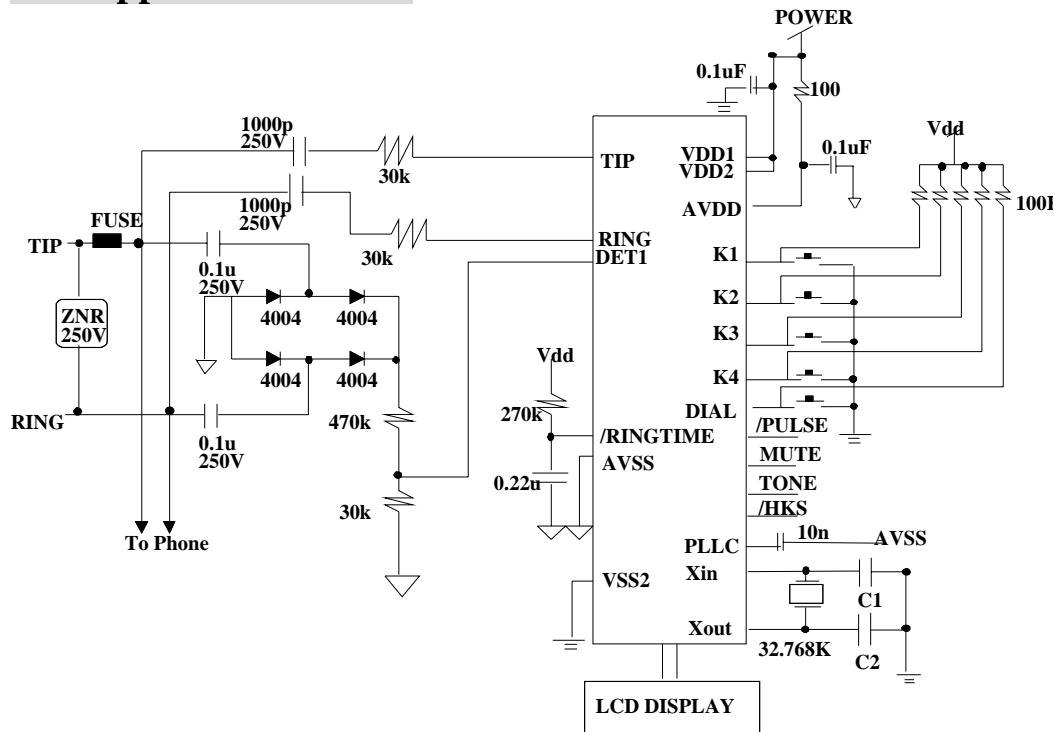 POWER
0.1uF
100
1000p
250V
Vdd
0.1uF
TIP
VDD1
VDD2
30k
1000p
250V
AVDD
FUSE
TIP
RING
DET1
30k
K1
0.1u
250V
K2
ZNR
250V
4004
4004
K3
Vdd
4004
4004
K4
RING
470k
270k
DIAL
/PULSE
0.1u
250V
/RINGTIME
MUTE
AVSS
0.22u
TONE
30k
/HKS
To Phone
10n
AVSS
PLLC
VSS2
Xin
C1
Xout
32.768K
C2
LCD DISPLAY